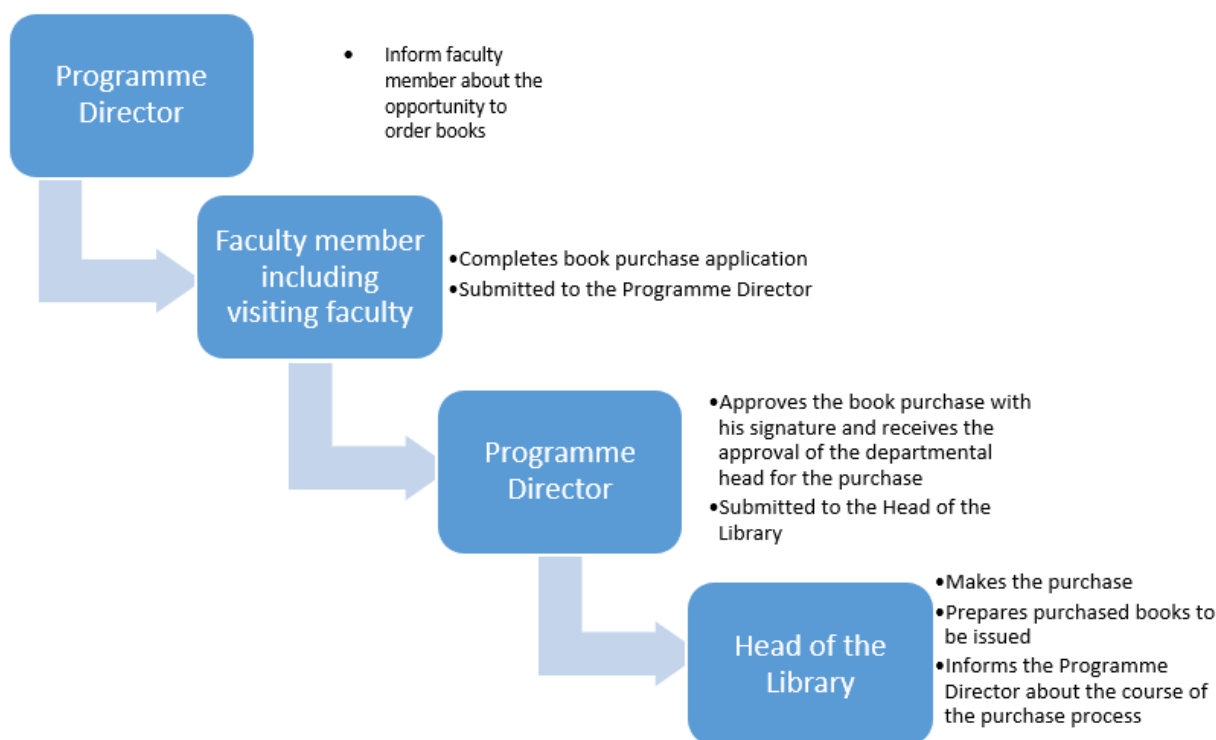 Programme
Director
• Inform faculty
member about the
opportunity to
order books
Faculty member
including
visiting faculty
•Completes book purchase application
•Submitted to the Programme Director
Programme
Director
•Approves the book purchase with
his signature and receives the
approval of the departmental
head for the purchase
•Submitted to the Head of the
Library
Head of the
Library
•Makes the purchase
•Prepares purchased books to
be issued
•Informs the Programme
Director about the course of
the purchase process